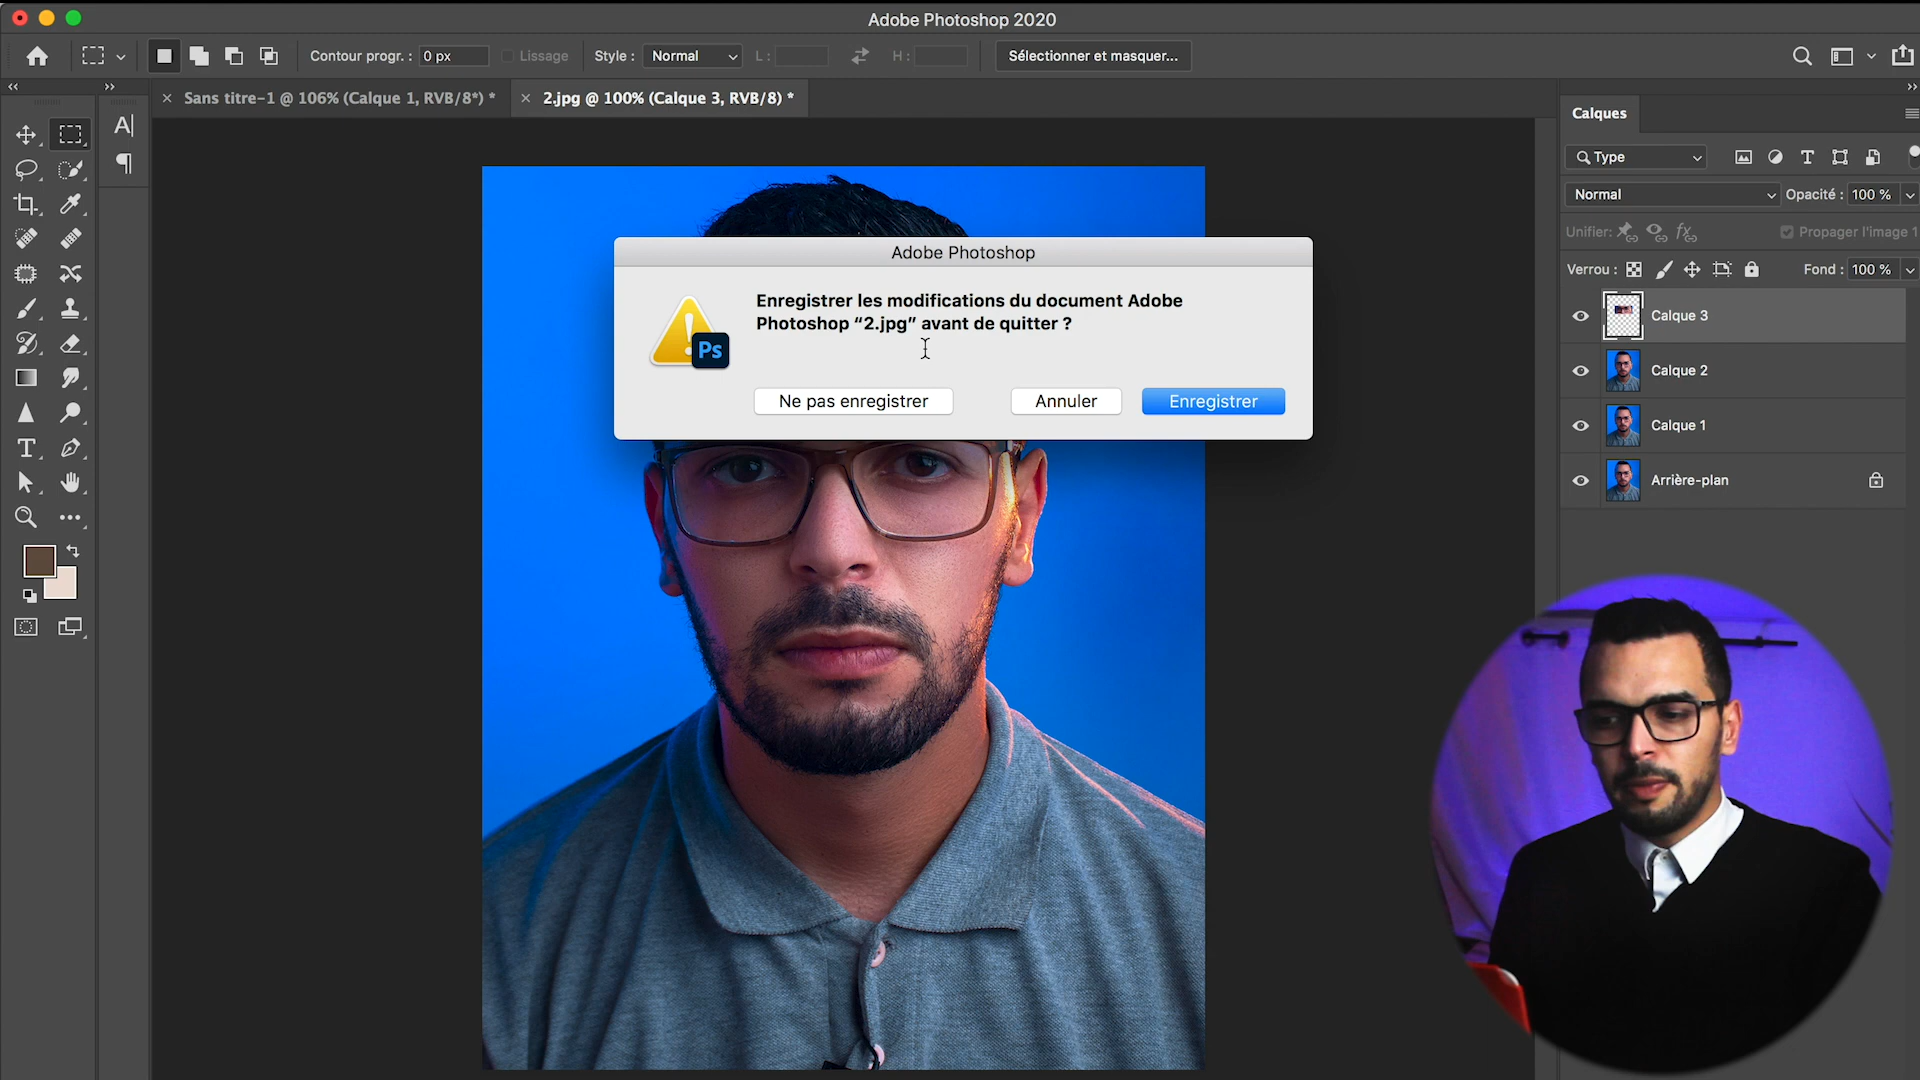 Adobe Photoshop 2020
Contour progr. : 0 px Lissage Style : Normal L : H : Sélectionner et masquer...
Sans titre-1 @ 106% (Calque 1, RVB/8*) * 2.jpg @ 100% (Calque 3, RVB/8) *
Calques
Type
Normal Opacité : 100 %
Unifier: Propager l'image 1
Verrou : Fond : 100 %
Calque 3
Calque 2
Calque 1
Arrière-plan
Adobe Photoshop
Enregistrer les modifications du document Adobe
Photoshop “2.jpg” avant de quitter ?
Ps
Ne pas enregistrer Annuler Enregistrer